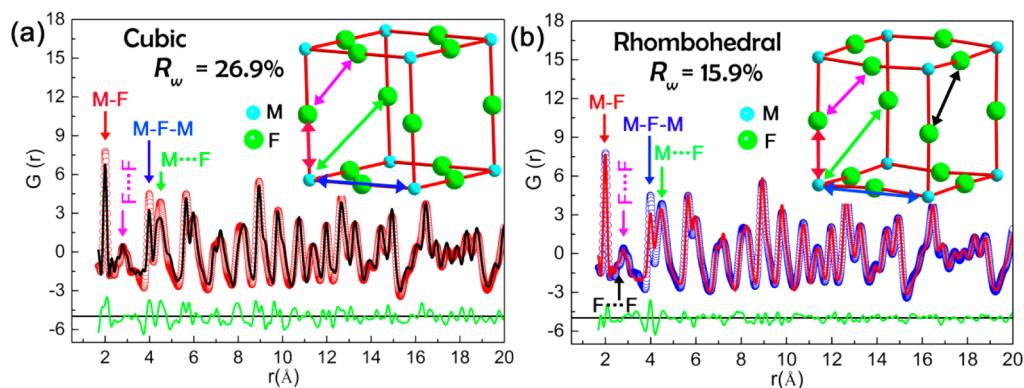 (a)
Cubic
R_w = 26.9%
M-F
F···F
M-F-M
M···F
M
F
G (r)
18
15
12
9
6
3
0
-3
-6
2 4 6 8 10 12 14 16 18 20
r(Å)
(b)
Rhombohedral
R_w = 15.9%
M-F
F···F
M-F-M
M···F
M
F
F···F
G (r)
18
15
12
9
6
3
0
-3
-6
2 4 6 8 10 12 14 16 18 20
r(Å)